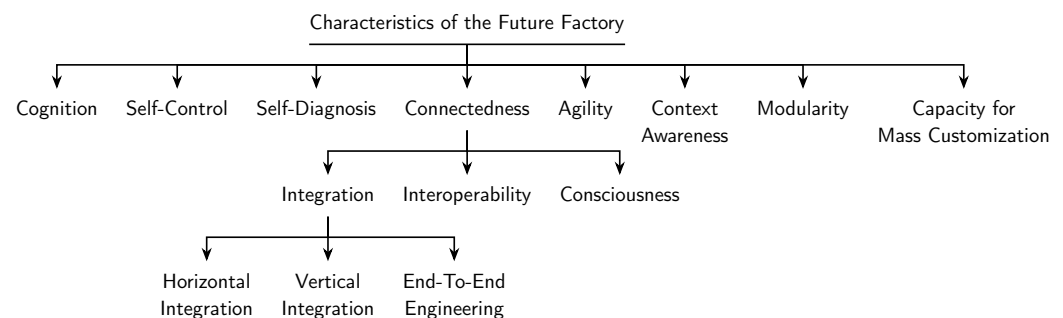 Characteristics of the Future Factory
Cognition
Self-Control
Self-Diagnosis
Connectedness
Agility
Context
Awareness
Modularity
Capacity for
Mass Customization
Integration
Interoperability
Consciousness
Horizontal
Integration
Vertical
Integration
End-To-End
Engineering